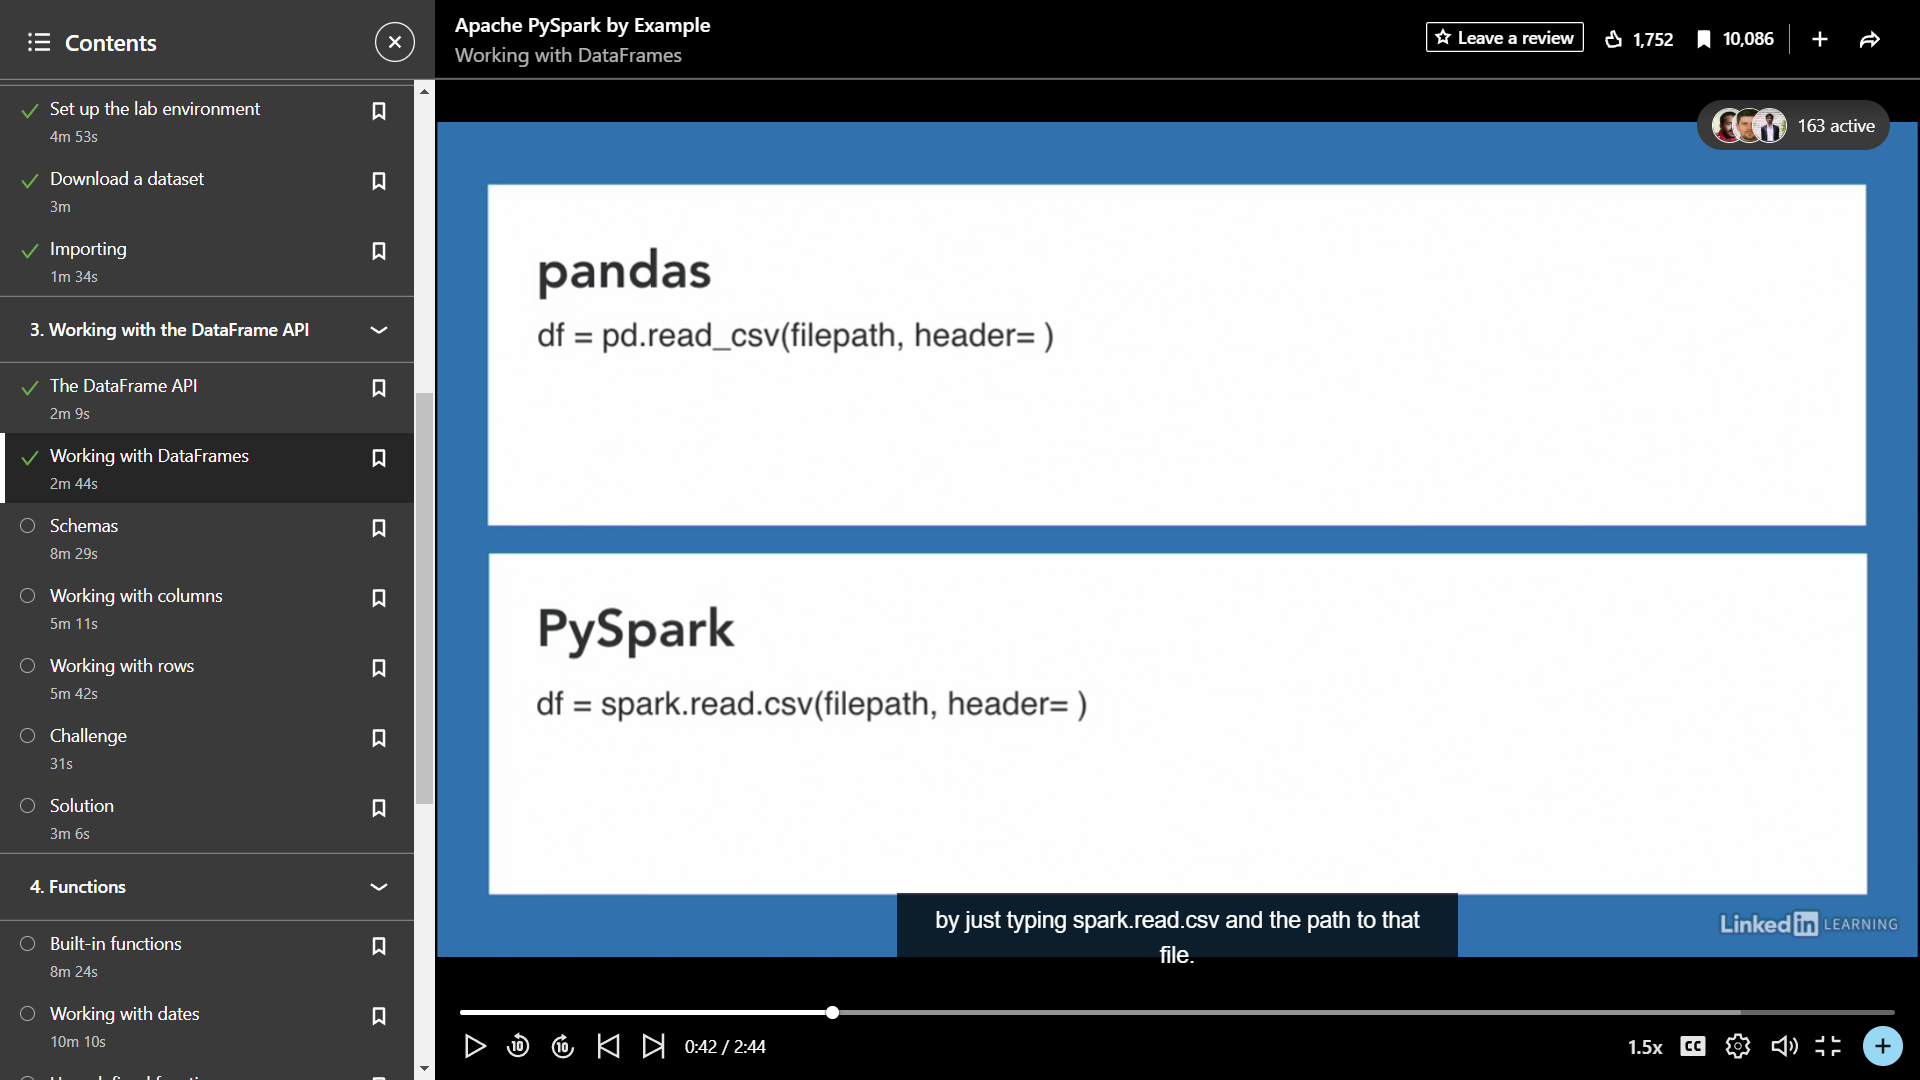 Contents
Set up the lab environment
4m 53s
Download a dataset
3m
Importing
1m 34s
3. Working with the DataFrame API
The DataFrame API
2m 9s
Working with DataFrames
2m 44s
Schemas
8m 29s
Working with columns
5m 11s
Working with rows
5m 42s
Challenge
31s
Solution
3m 6s
4. Functions
Built-in functions
8m 24s
Working with dates
10m 10s
Apache PySpark by Example
Working with DataFrames
Leave a review
1,752
10,086
163 active
pandas
df = pd.read_csv(filepath, header= )
PySpark
df = spark.read.csv(filepath, header= )
by just typing spark.read.csv and the path to that
file.
Linked in LEARNING
10
10
0:42 / 2:44
1.5x
CC